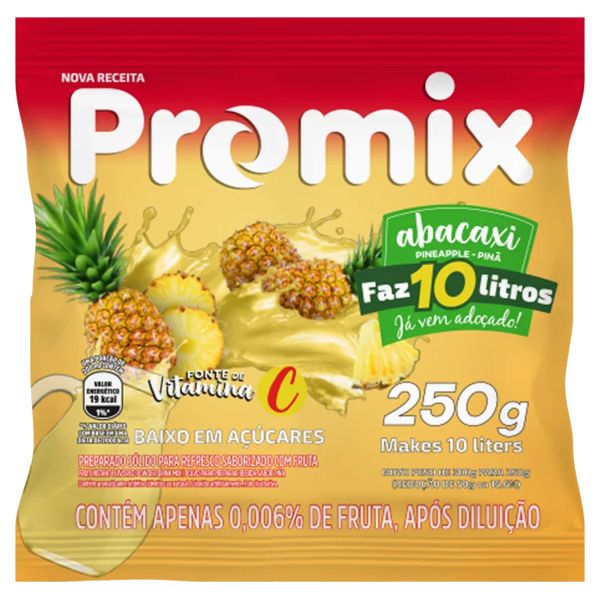 NOVA RECEITA
Promix
abacaxi
PINEAPPLE - PIÑA
Faz 10 litros
Já vem adoçado!
FONTE DE
Vitamina C
VALOR
ENERGÉTICO
19 kcal
1%*
BAIXO EM AÇÚCARES
250g
Makes 10 liters
PREPARADO SÓLIDO PARA REFRESCO SABORIZADO COM FRUTA
CONTÉM APENAS 0,006% DE FRUTA, APÓS DILUIÇÃO